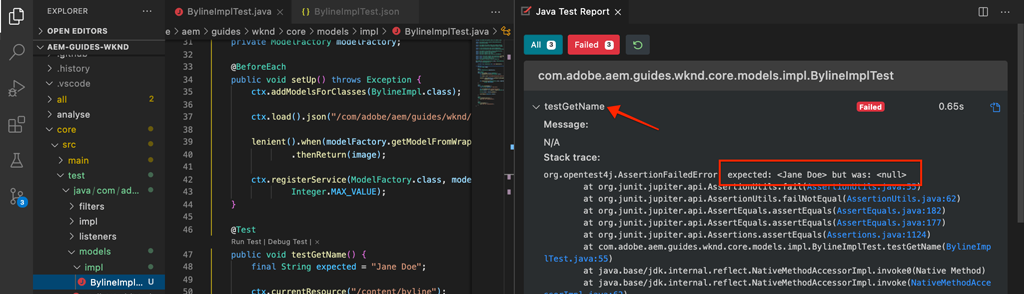 EXPLORER
OPEN EDITORS
AEM-GUIDES-WKND
.github
.history
.vscode
all 2
analyse
core
src
main
test
java/com/ad...
filters
impl
listeners
models
impl
BylineImpl... U
3
BylineImplTest.java
BylineImplTest.json
e > aem > guides > wknd > core > models > impl > BylineImplTest.java >
31 private ModelFactory modelFactory;
32
33 @BeforeEach
34 public void setUp() throws Exception {
35 ctx.addModelsForClasses(BylineImpl.class);
36
37 ctx.load().json("/com/adobe/aem/guides/wknd/
38
39 lenient().when(modelFactory.getModelFromWrap
40 .thenReturn(image);
41
42 ctx.registerService(ModelFactory.class, mode
43 Integer.MAX_VALUE);
44 }
45
46 @Test
Run Test | Debug Test |
47 public void testGetName() {
48 final String expected = "Jane Doe";
49
50 ctx.currentResource("/content/byline");
Java Test Report
All 3
Failed 3
com.adobe.aem.guides.wknd.core.models.impl.BylineImplTest
testGetName Failed 0.65s
Message:
N/A
Stack trace:
org.opentest4j.AssertionFailedError expected: <Jane Doe> but was: <null>
at org.junit.jupiter.api.AssertionUtils.fail(AssertionUtils.java:55)
at org.junit.jupiter.api.AssertionUtils.failNotEqual(AssertionUtils.java:62)
at org.junit.jupiter.api.AssertEquals.assertEquals(AssertEquals.java:182)
at org.junit.jupiter.api.AssertEquals.assertEquals(AssertEquals.java:177)
at org.junit.jupiter.api.Assertions.assertEquals(Assertions.java:1124)
at com.adobe.aem.guides.wknd.core.models.impl.BylineImplTest.testGetName(BylineImp
lTest.java:55)
at java.base/jdk.internal.reflect.NativeMethodAccessorImpl.invoke0(Native Method)
at java.base/jdk.internal.reflect.NativeMethodAccessorImpl.invoke(NativeMethodAcce